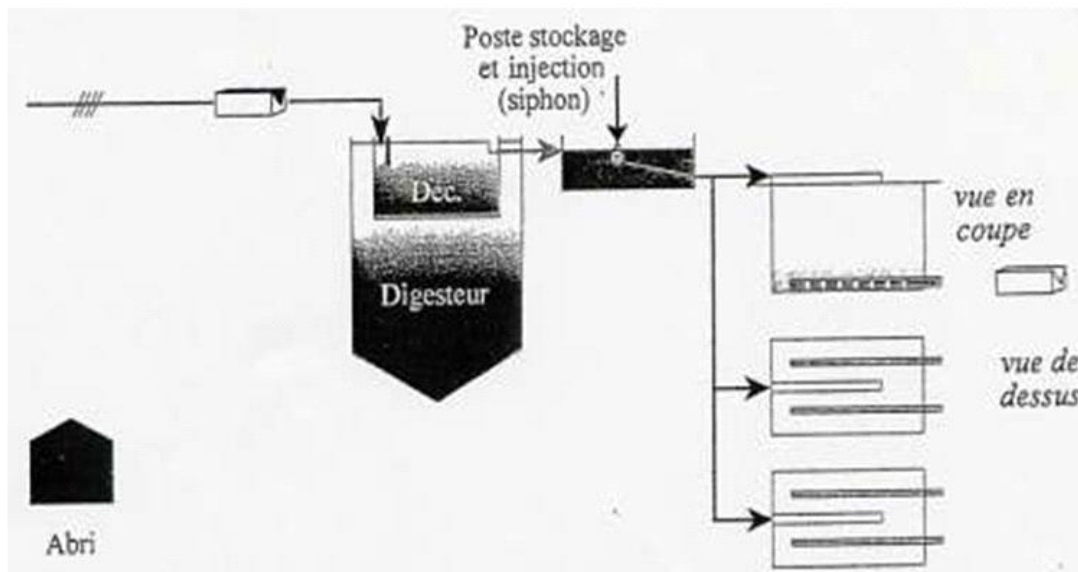 Poste stockage
et injection
(siphon)
Dec.
Digesteur
vue en
coupe
vue de
dessus
Abri